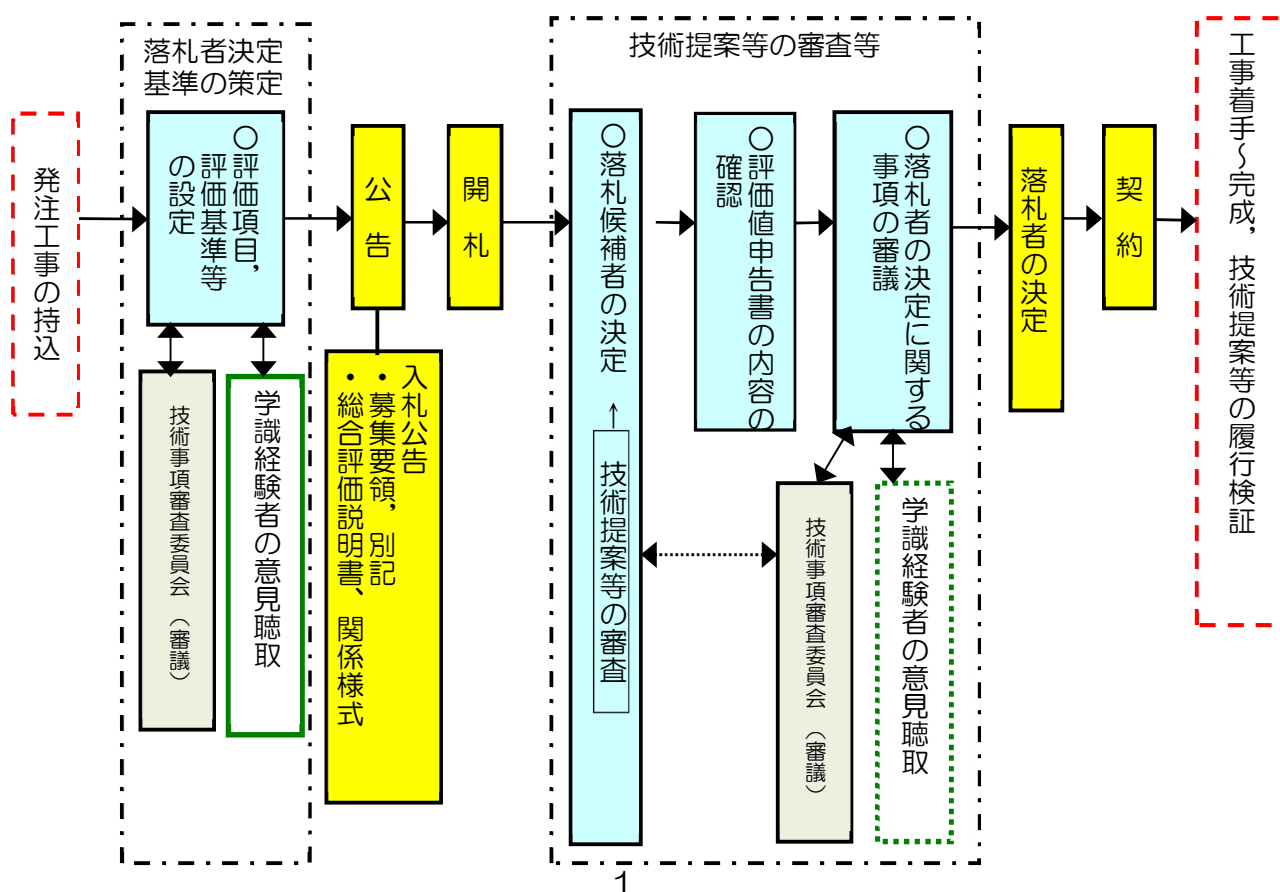 発注工事の持込
落札者決定
基準の策定
〇評価項目,
評価基準等
の設定
技術事項審査委員会（審議）
学識経験者の意見聴取
公告
入札公告
・募集要領，別記
・総合評価説明書、関係様式
開札
技術提案等の審査等
〇落札候補者の決定 ← 技術提案等の審査
〇評価値申告書の内容の
確認
〇落札者の決定に関する
事項の審議
技術事項審査委員会（審議）
学識経験者の意見聴取
落札者の決定
契約
工事着手～完成，技術提案等の履行検証
1